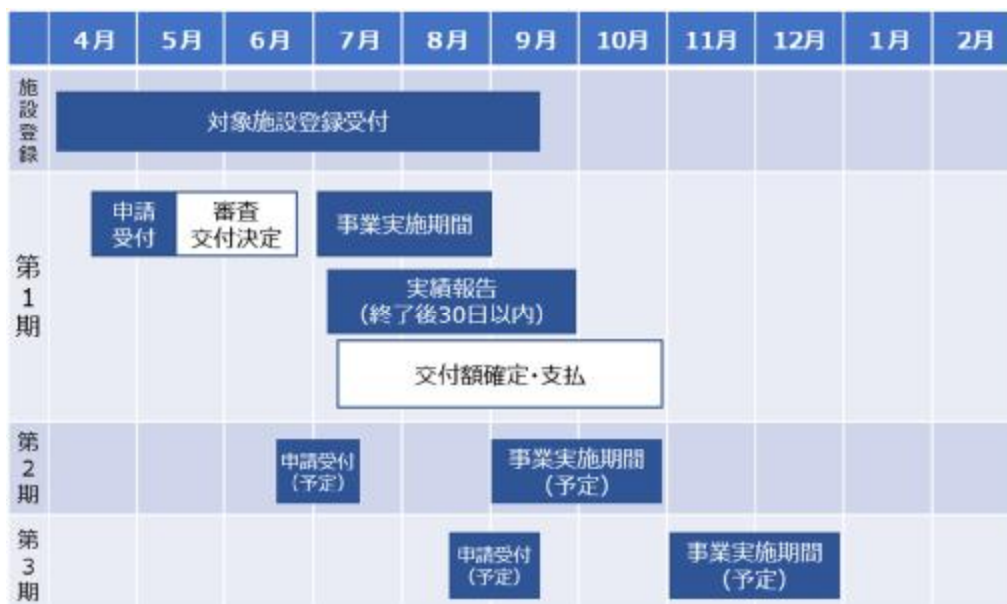 4月 5月 6月 7月 8月 9月 10月 11月 12月 1月 2月
施設登録
対象施設登録受付
第1期
申請
受付
審査
交付決定
事業実施期間
実績報告
(終了後30日以内)
交付額確定・支払
第2期
申請受付
(予定)
事業実施期間
(予定)
第3期
申請受付
(予定)
事業実施期間
(予定)